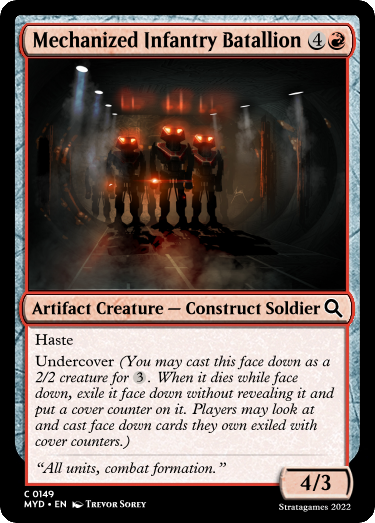 Mechanized Infantry Batallion 4
Artifact Creature — Construct Soldier
Haste
Undercover (You may cast this face down as a
2/2 creature for 3. When it dies while face
down, exile it face down without revealing it and
put a cover counter on it. Players may look at
and cast face down cards they own exiled with
cover counters.)
“All units, combat formation.”
4/3
C 0149
MYD • EN TREVOR SOREY
Stratagames 2022